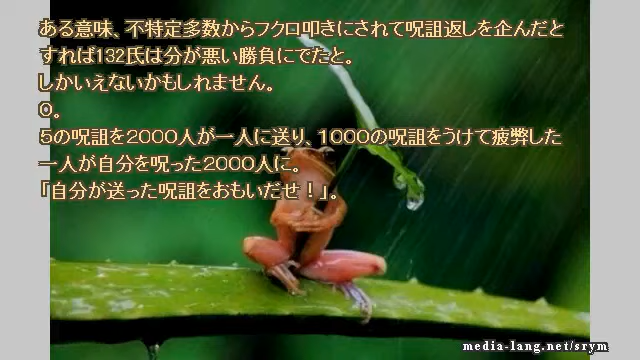 ある意味、不特定多数からフクロ叩きにされて呪詛返しを企んだと
すれば132氏は分が悪い勝負にでたと。
しかいえないかもしれません。
０。
５の呪詛を２０００人が一人に送り、１０００の呪詛をうけて疲弊した
一人が自分を呪った２０００人に。
「自分が送った呪詛をおもいだせ！」。
media-lang.net/srym